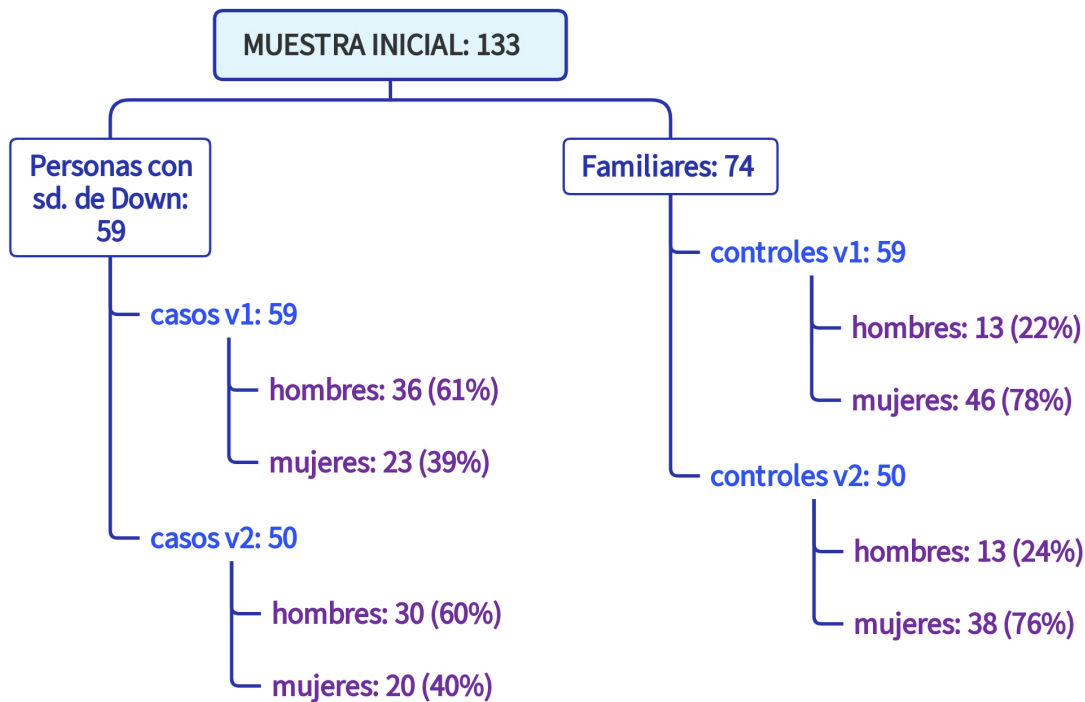 MUESTRA INICIAL: 133
Personas con
sd. de Down:
59
casos v1: 59
hombres: 36 (61%)
mujeres: 23 (39%)
casos v2: 50
hombres: 30 (60%)
mujeres: 20 (40%)
Familiares: 74
controles v1: 59
hombres: 13 (22%)
mujeres: 46 (78%)
controles v2: 50
hombres: 13 (24%)
mujeres: 38 (76%)